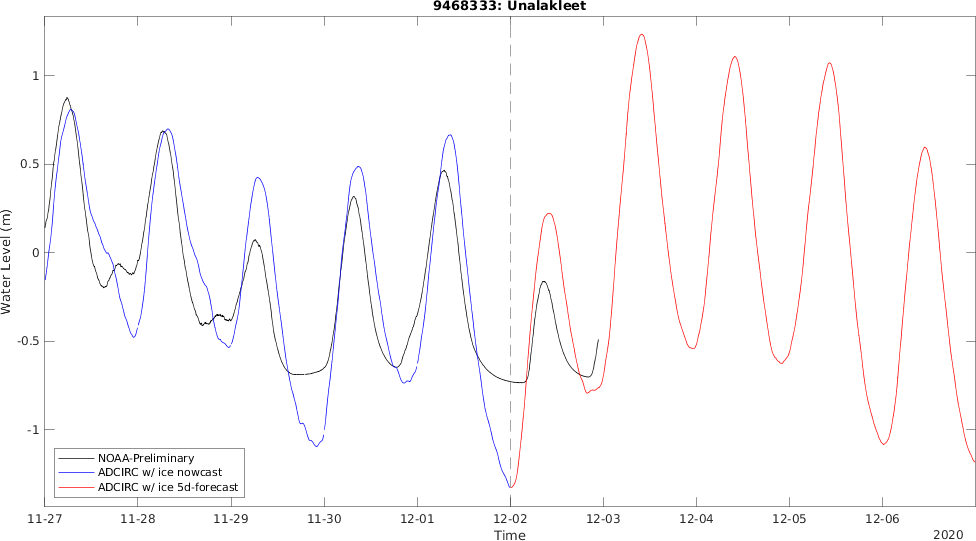 9468333: Unalakleet
Water Level (m)
1
0.5
0
-0.5
-1
NOAA-Preliminary
ADCIRC w/ ice nowcast
ADCIRC w/ ice 5d-forecast
11-27 11-28 11-29 11-30 12-01 12-02 12-03 12-04 12-05 12-06
Time
2020